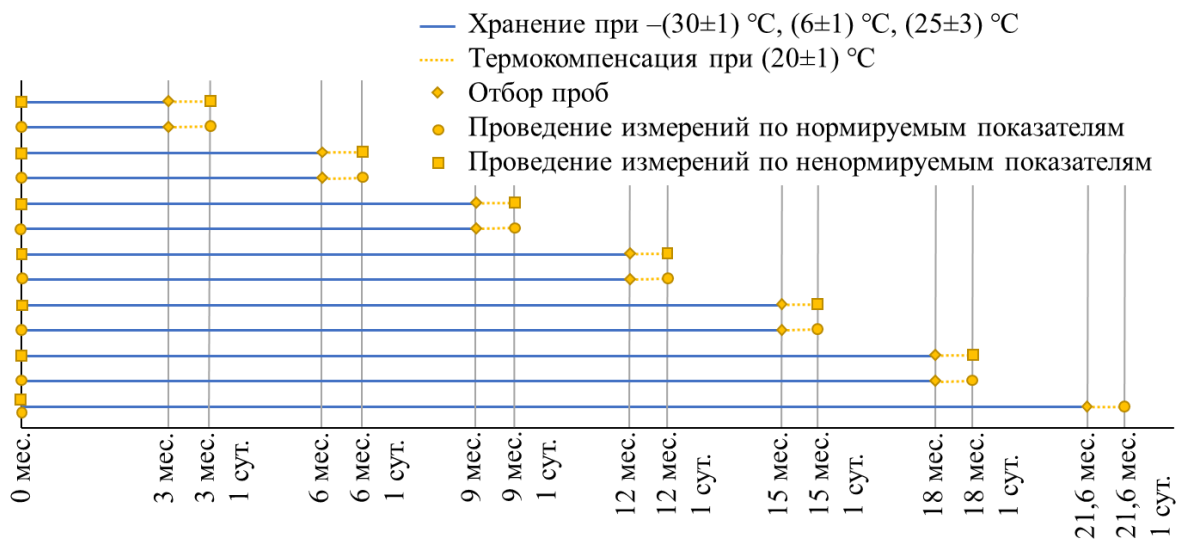 Хранение при –(30±1) °С, (6±1) °С, (25±3) °С
Термокомпенсация при (20±1) °С
Отбор проб
Проведение измерений по нормируемым показателям
Проведение измерений по ненормируемым показателям
0 мес.
3 мес.
3 мес.
1 сут.
6 мес.
6 мес.
1 сут.
9 мес.
9 мес.
1 сут.
12 мес.
12 мес.
1 сут.
15 мес.
15 мес.
1 сут.
18 мес.
18 мес.
1 сут.
21,6 мес.
21,6 мес.
1 сут.